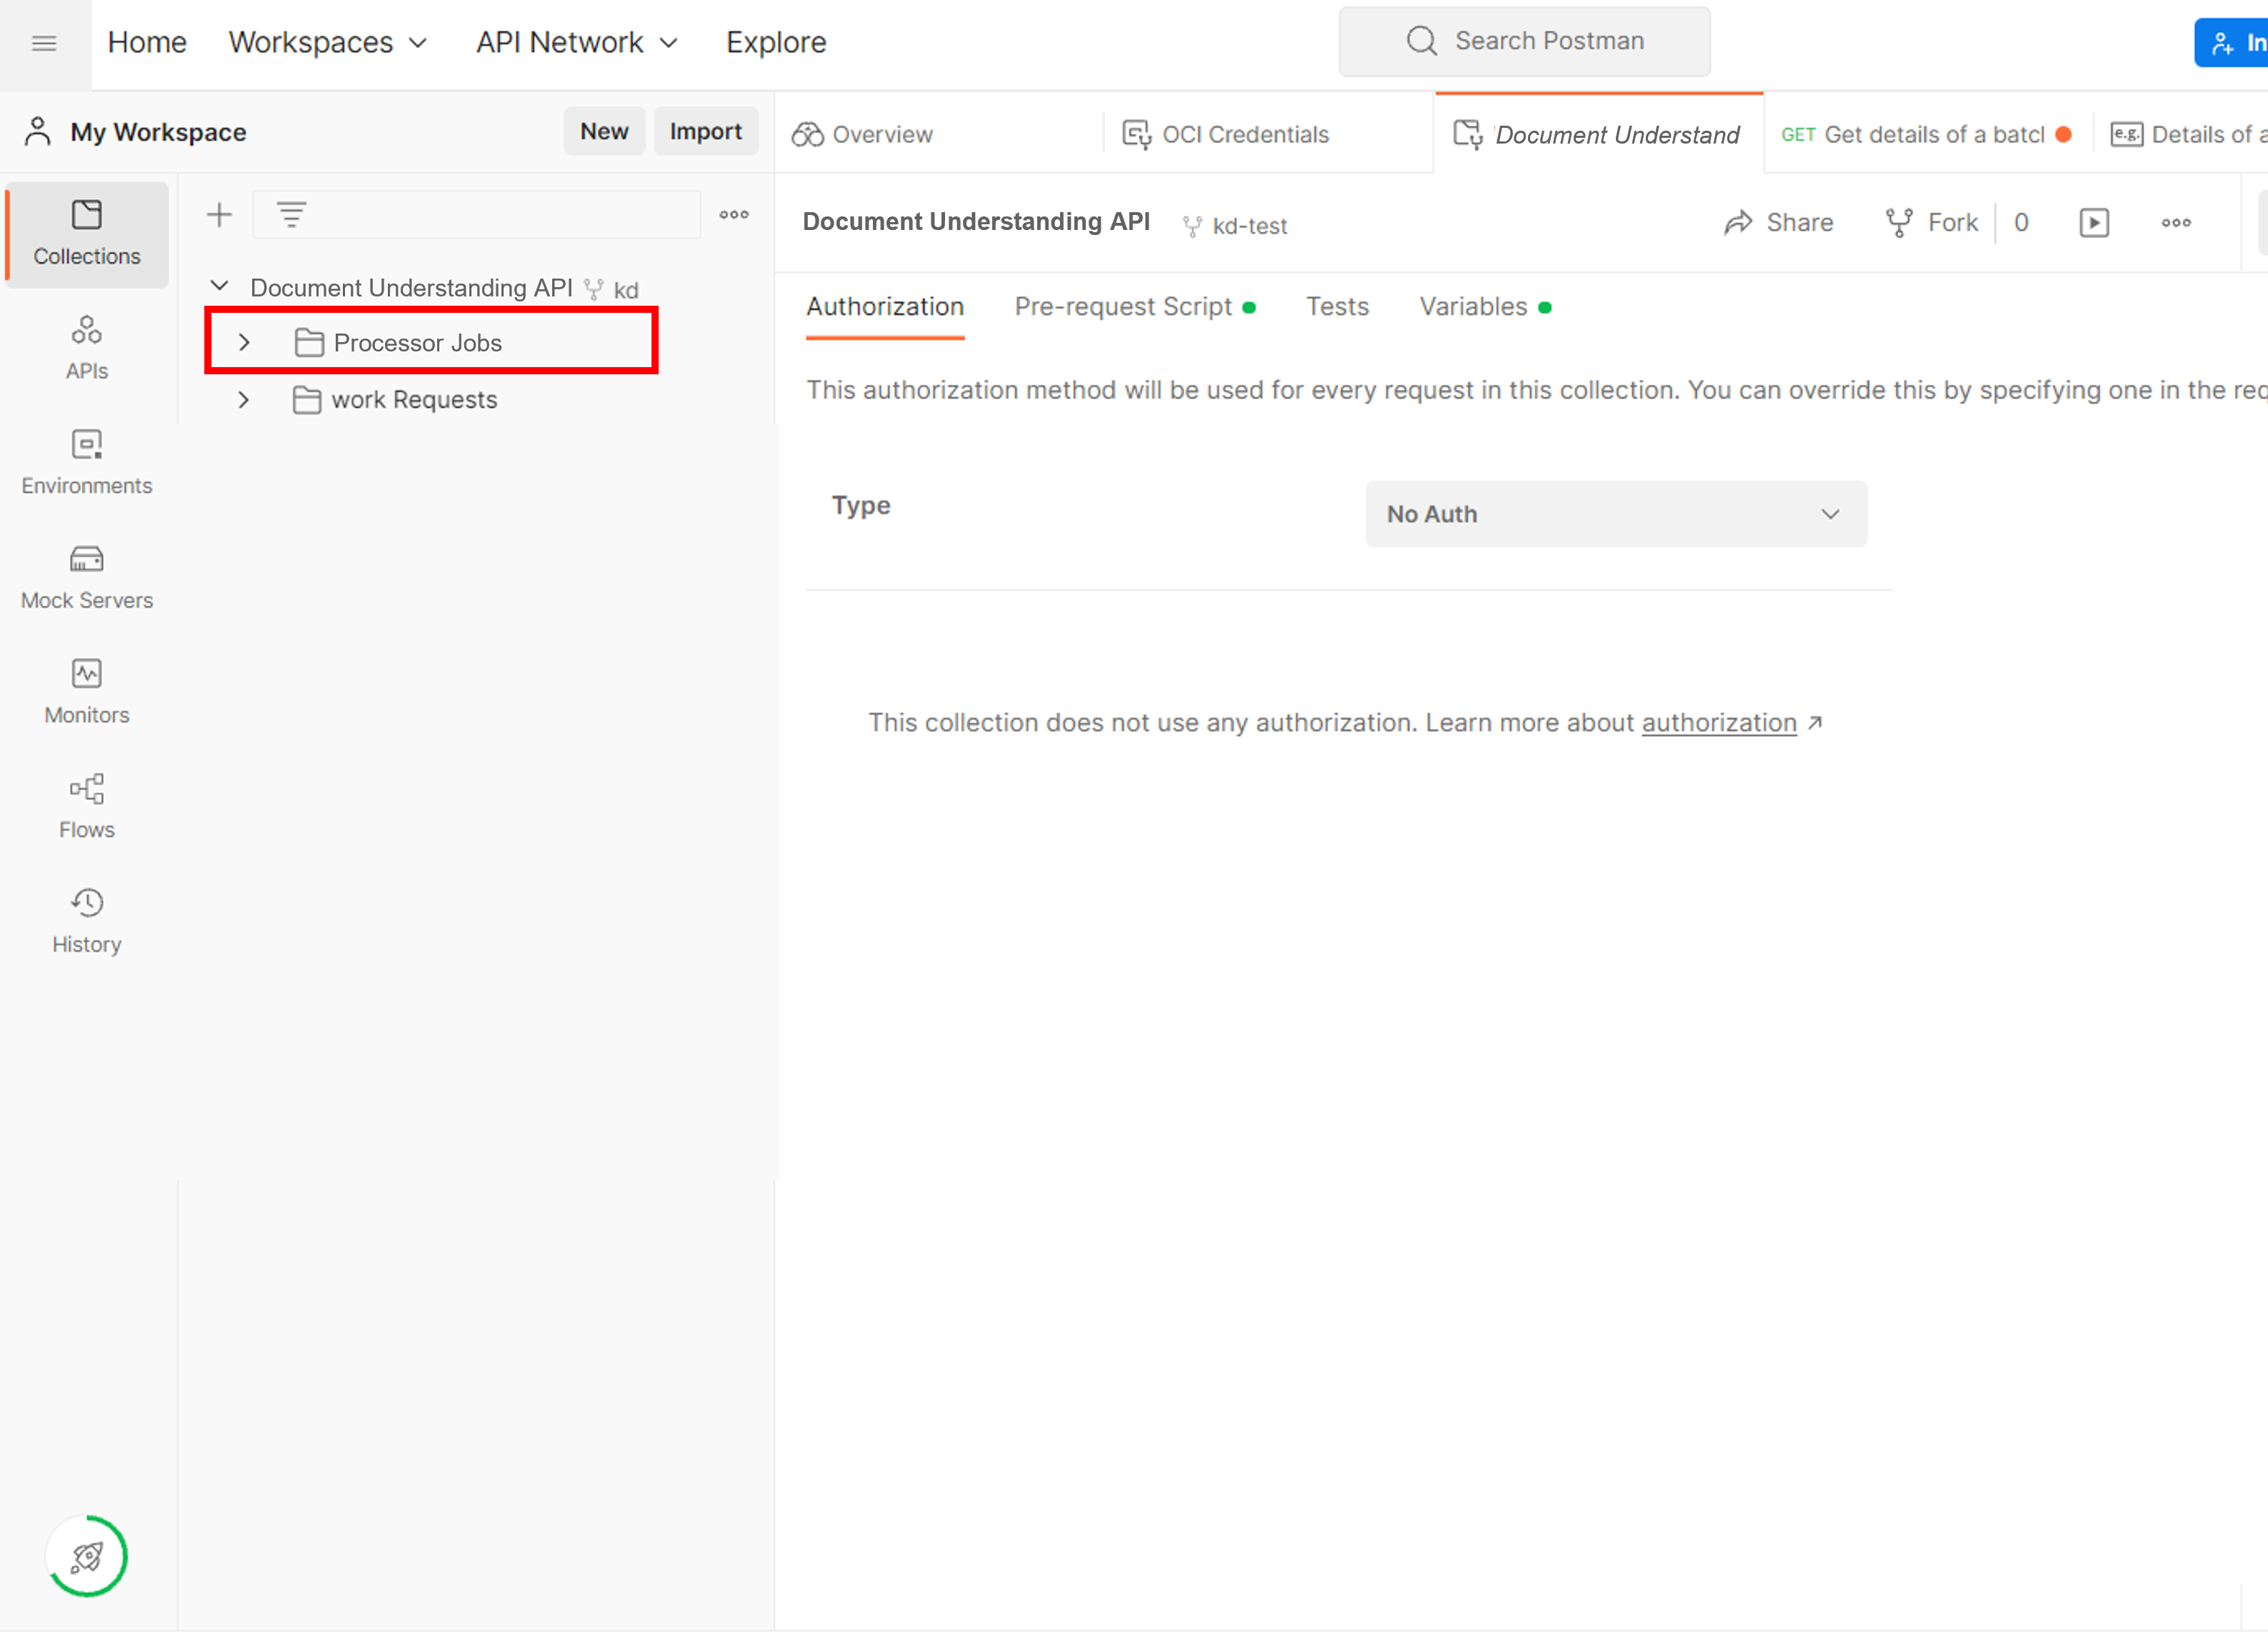 Home Workspaces API Network Explore Search Postman
My Workspace New Import
Overview OCI Credentials Document Understand GET Get details of a batcl e.g. Details of
Collections
APIs
Environments
Mock Servers
Monitors
Flows
History
Document Understanding API kd
Processor Jobs
work Requests
Document Understanding API kd-test Share Fork 0
Authorization Pre-request Script Tests Variables
This authorization method will be used for every request in this collection. You can override this by specifying one in the
Type No Auth
This collection does not use any authorization. Learn more about authorization